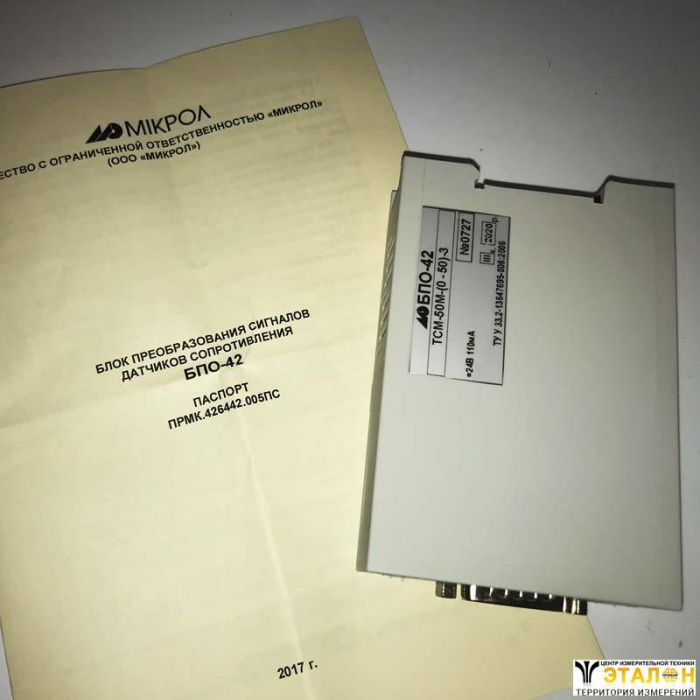 МІКРОЛ
ЕСТВО С ОГРАНИЧЕННОЙ ОТВЕТСТВЕННОСТЬЮ «МИКРОЛ»
(ООО «МИКРОЛ»)
БЛОК ПРЕОБРАЗОВАНИЯ СИГНАЛОВ
ДАТЧИКОВ СОПРОТИВЛЕНИЯ
БПО-42
ПАСПОРТ
ПРМК.426442.005ПС
2017 г.
БПО-42
№0727
ТСМ-50М-(0 - 50)-3
III к. 2020 р.
=24В 110мА
ТУ У 33.2-13647695-008:2006
ЦЕНТР ИЗМЕРИТЕЛЬНОЙ ТЕХНИКИ
ЭТАЛОН
ТЕРРИТОРИЯ ИЗМЕРЕНИЙ